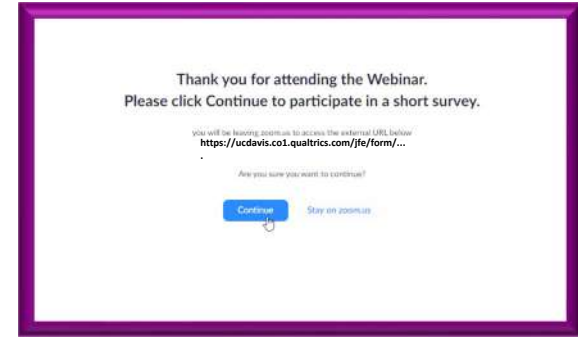 Thank you for attending the Webinar.
Please click Continue to participate in a short survey.
you will be leaving zoom.us to access the external URL below
https://ucdavis.co1.qualtrics.com/jfe/form/...
.
Are you sure you want to continue?
Continue Stay on zoom.us